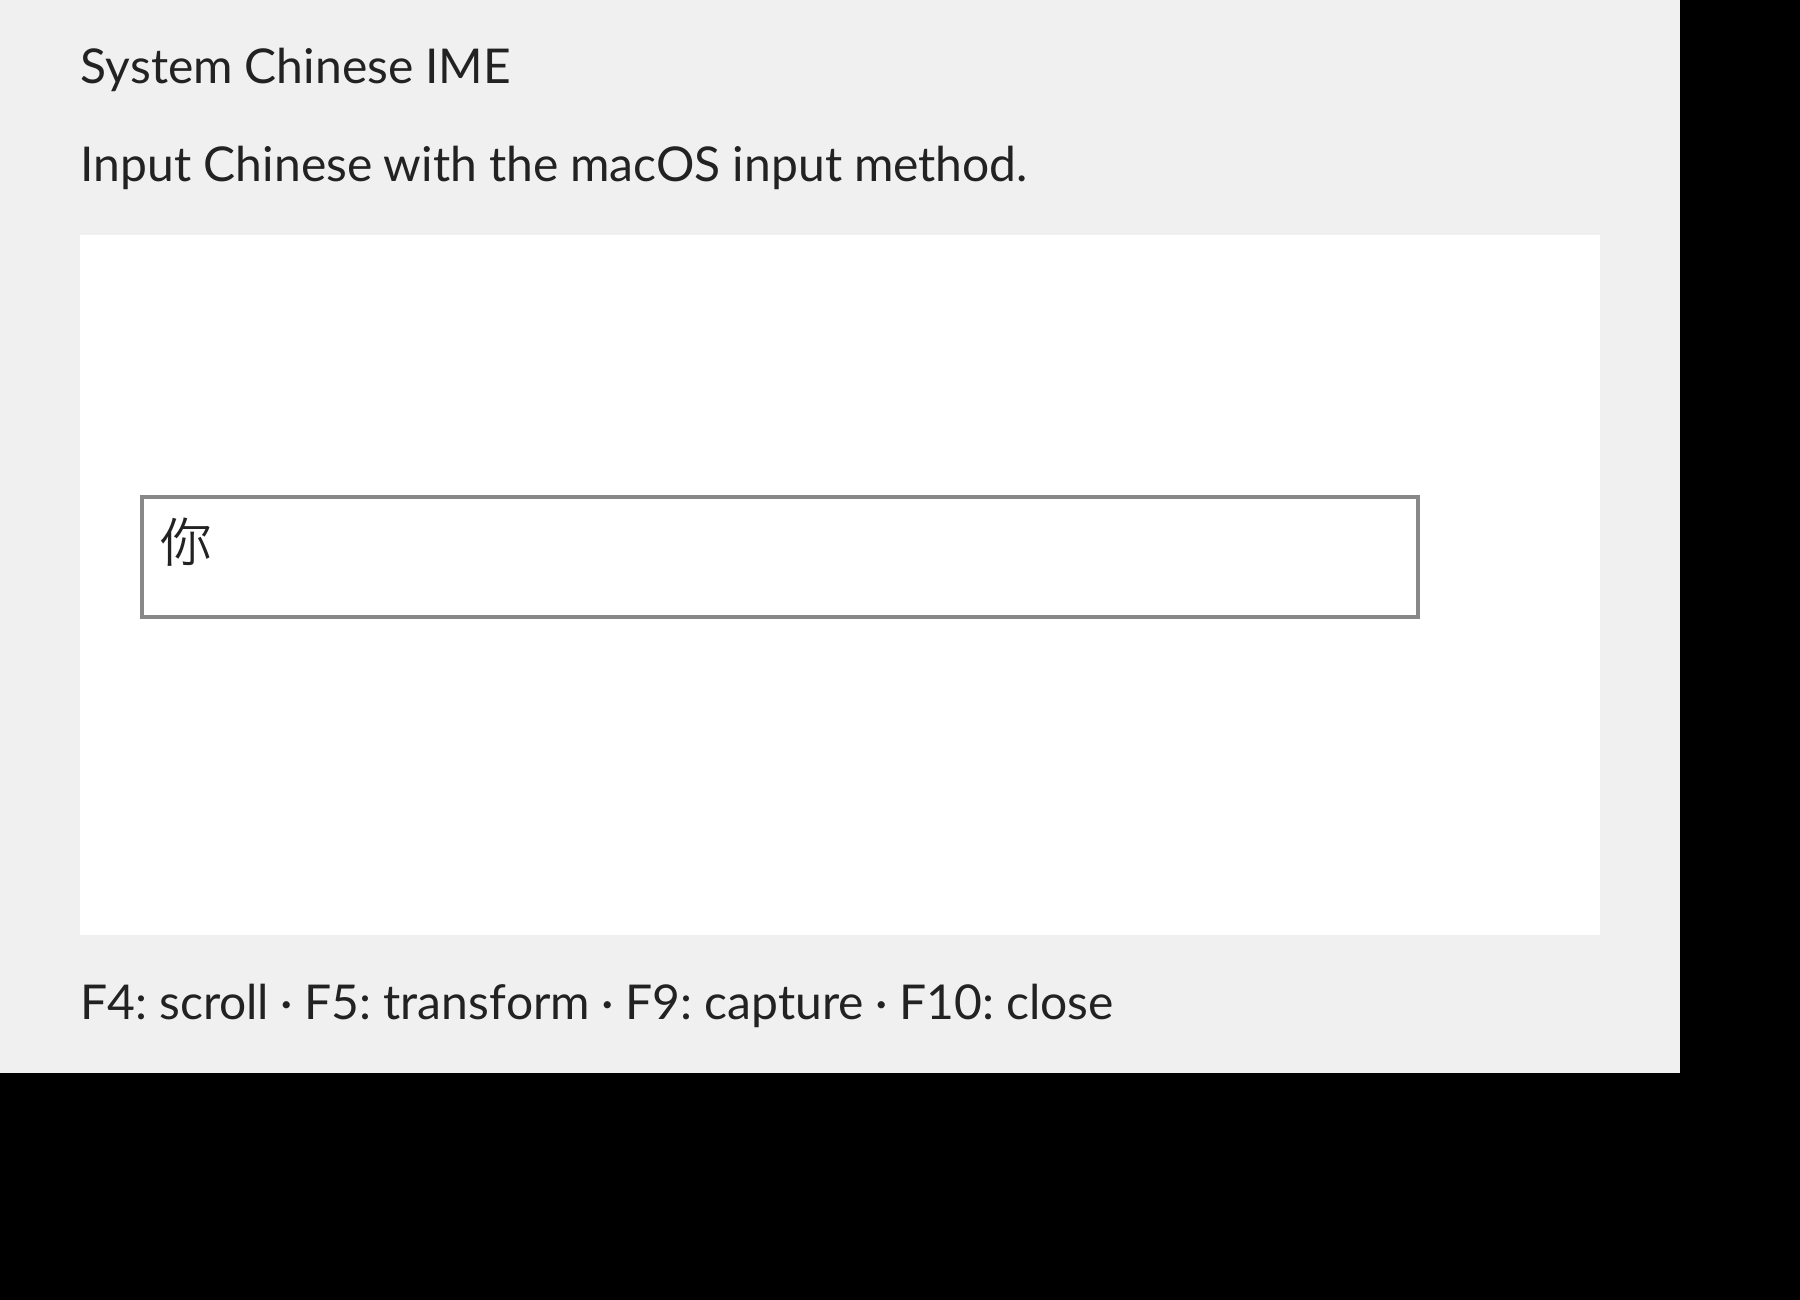 System Chinese IME
Input Chinese with the macOS input method.
你
F4: scroll · F5: transform · F9: capture · F10: close